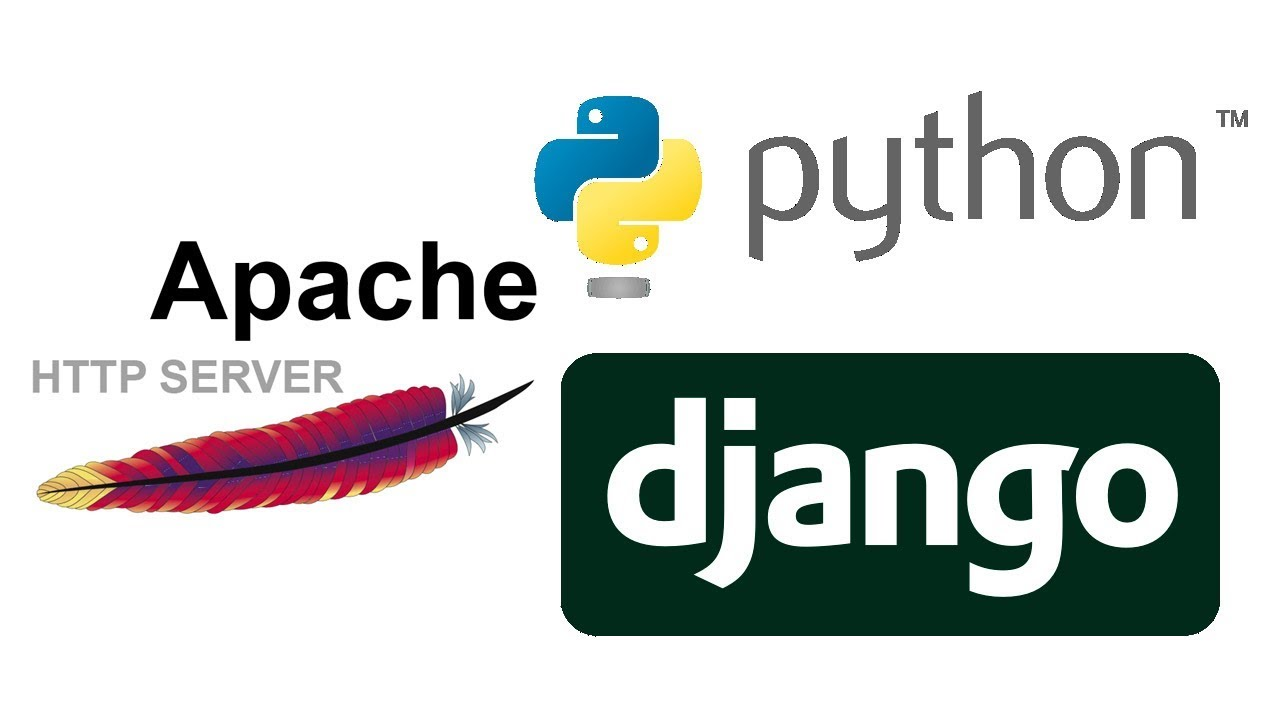 python ™
Apache
HTTP SERVER
django